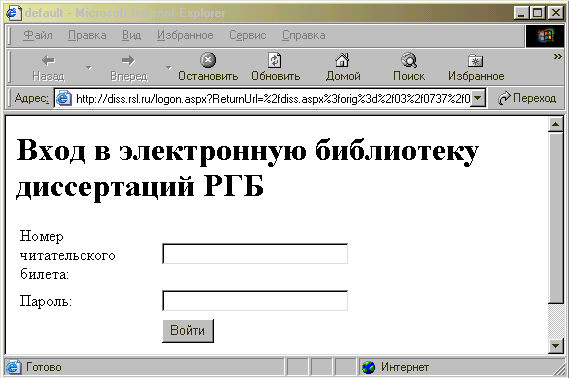 default - Microsoft Internet Explorer
Файл Правка Вид Избранное Сервис Справка
Назад Вперед Остановить Обновить Домой Поиск Избранное »
Адрес: http://diss.rsl.ru/logon.aspx?ReturnUrl=%2fdiss.aspx%3forig%3d%2f03%2f0737%2f0 Переход
Вход в электронную библиотеку
диссертаций РГБ
Номер
читательского
билета:
Пароль:
Войти
Готово Интернет